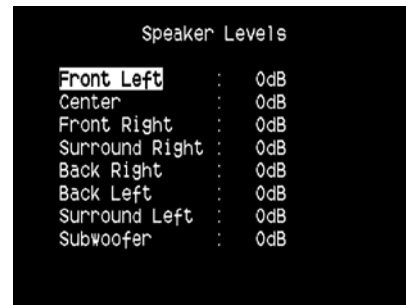 Speaker Levels
Front Left : 0dB
Center : 0dB
Front Right : 0dB
Surround Right : 0dB
Back Right : 0dB
Back Left : 0dB
Surround Left : 0dB
Subwoofer : 0dB